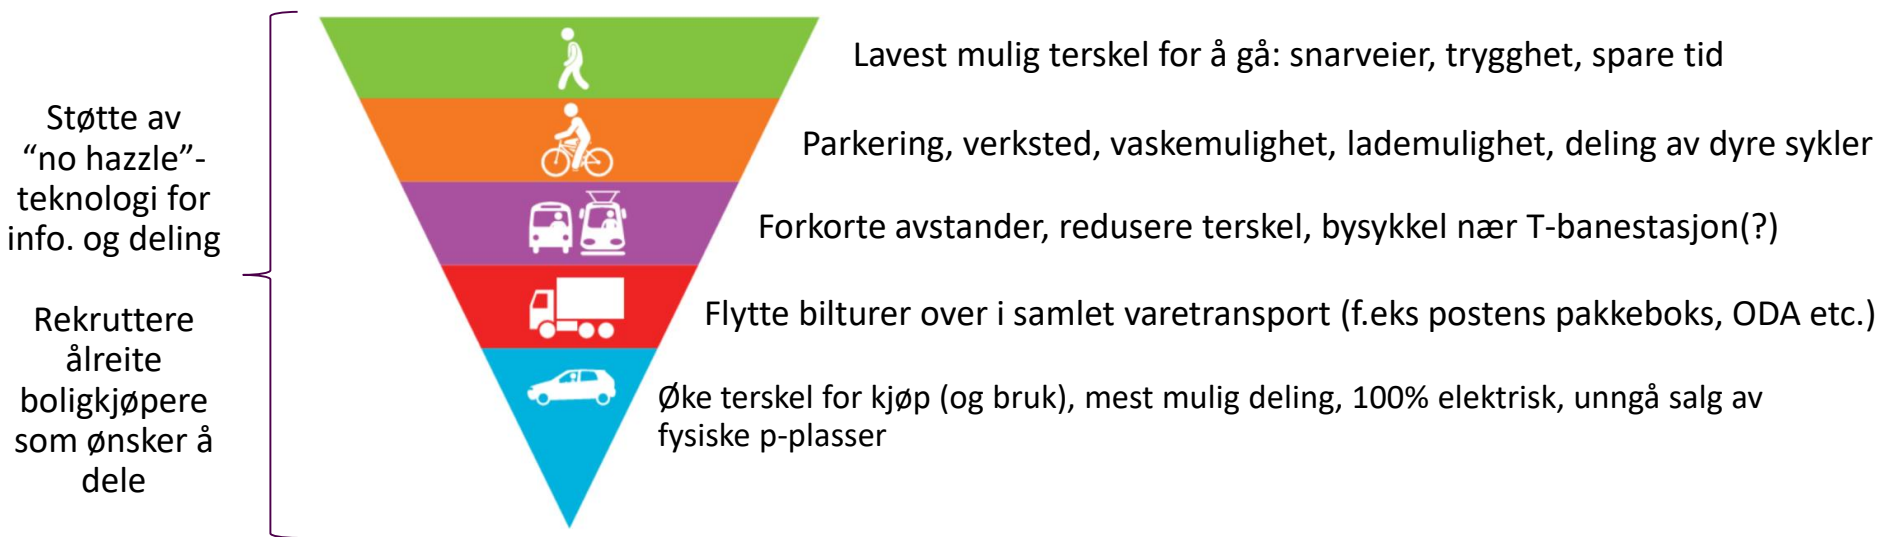 Støtte av
“no hazzle”-
teknologi for
info. og deling
Rekruttere
ålreite
boligkjøpere
som ønsker å
dele
Lavest mulig terskel for å gå: snarveier, trygghet, spare tid
Parkering, verksted, vaskemulighet, lademulighet, deling av dyre sykler
Forkorte avstander, redusere terskel, bysykkel nær T-banestasjon(?)
Flytte bilturer over i samlet varetransport (f.eks postens pakkeboks, ODA etc.)
Øke terskel for kjøp (og bruk), mest mulig deling, 100% elektrisk, unngå salg av
fysiske p-plasser